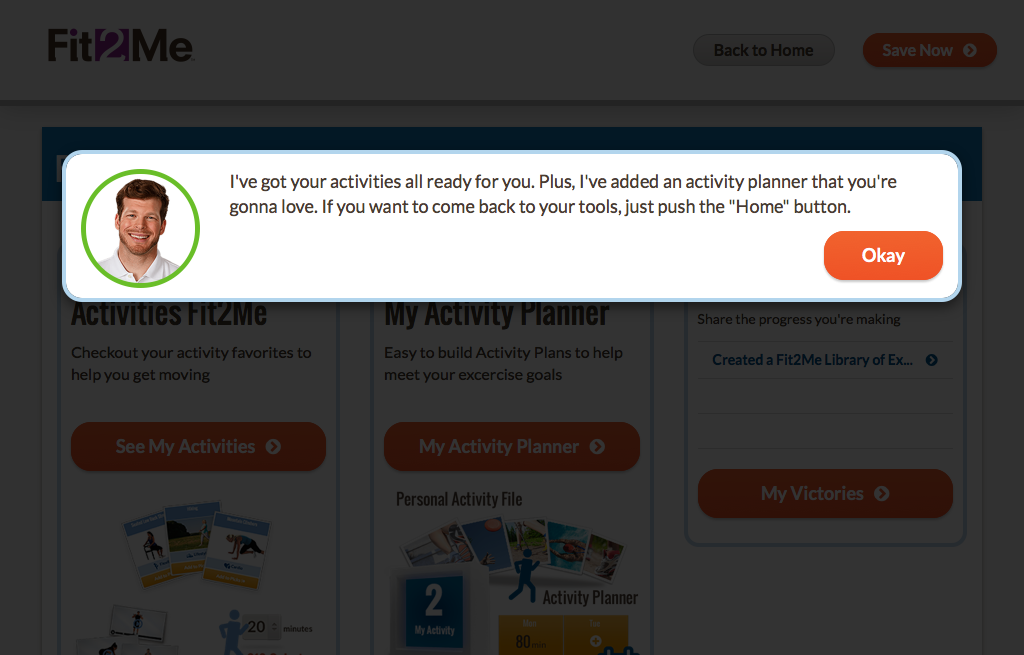 Fit2Me
Back to Home
Save Now
I've got your activities all ready for you. Plus, I've added an activity planner that you're
gonna love. If you want to come back to your tools, just push the "Home" button.
Okay
Activities Fit2Me
Checkout your activity favorites to
help you get moving
See My Activities
My Activity Planner
Easy to build Activity Plans to help
meet your excercise goals
My Activity Planner
Personal Activity File
2
My Activity
Activity Planner
Mon
Tue
80 min
20 minutes
Share the progress you're making
Created a Fit2Me Library of Ex...
My Victories